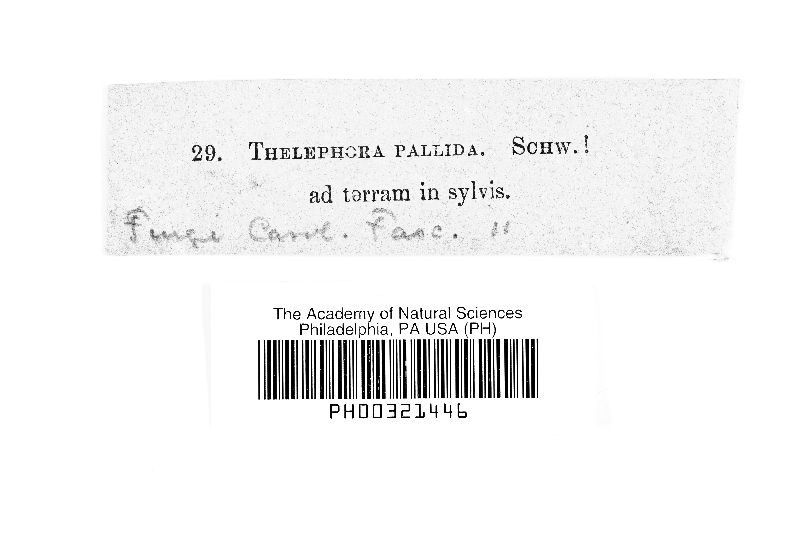 29. THELEPHORA PALLIDA. SCHW.!
ad terram in sylvis.
Fungi Carol. Fasc. II
The Academy of Natural Sciences
Philadelphia, PA USA (PH)
PH00321446